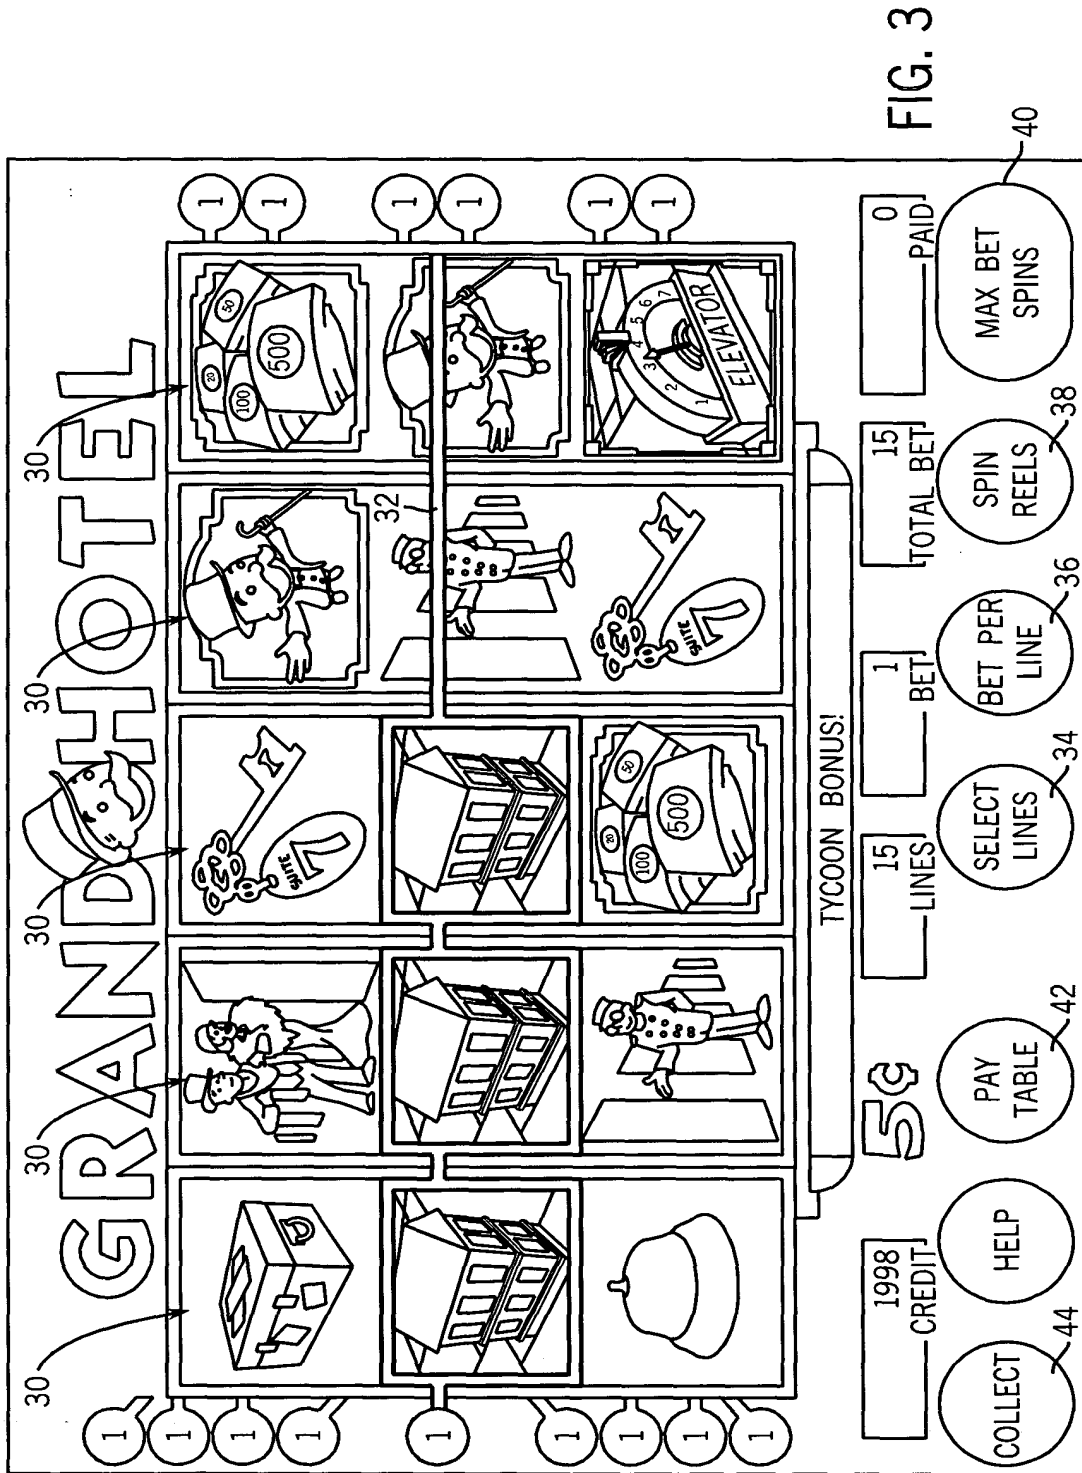 GRAND HOTEL
30 30 30 30 30
1 1 1 1 1 1 1 1 1
1 1 1 1 1 1
20 50
100 500
SUITE 7
32
SUITE 7
20 50
100 500
1 2 3 4 5 6 7
ELEVATOR
TYCOON BONUS!
1998
CREDIT
5¢
15
LINES
1
BET
15
TOTAL BET
0
PAID
COLLECT
44
HELP
PAY
TABLE
42
SELECT
LINES
34
BET PER
LINE
36
SPIN
REELS
38
MAX BET
SPINS
40
FIG. 3